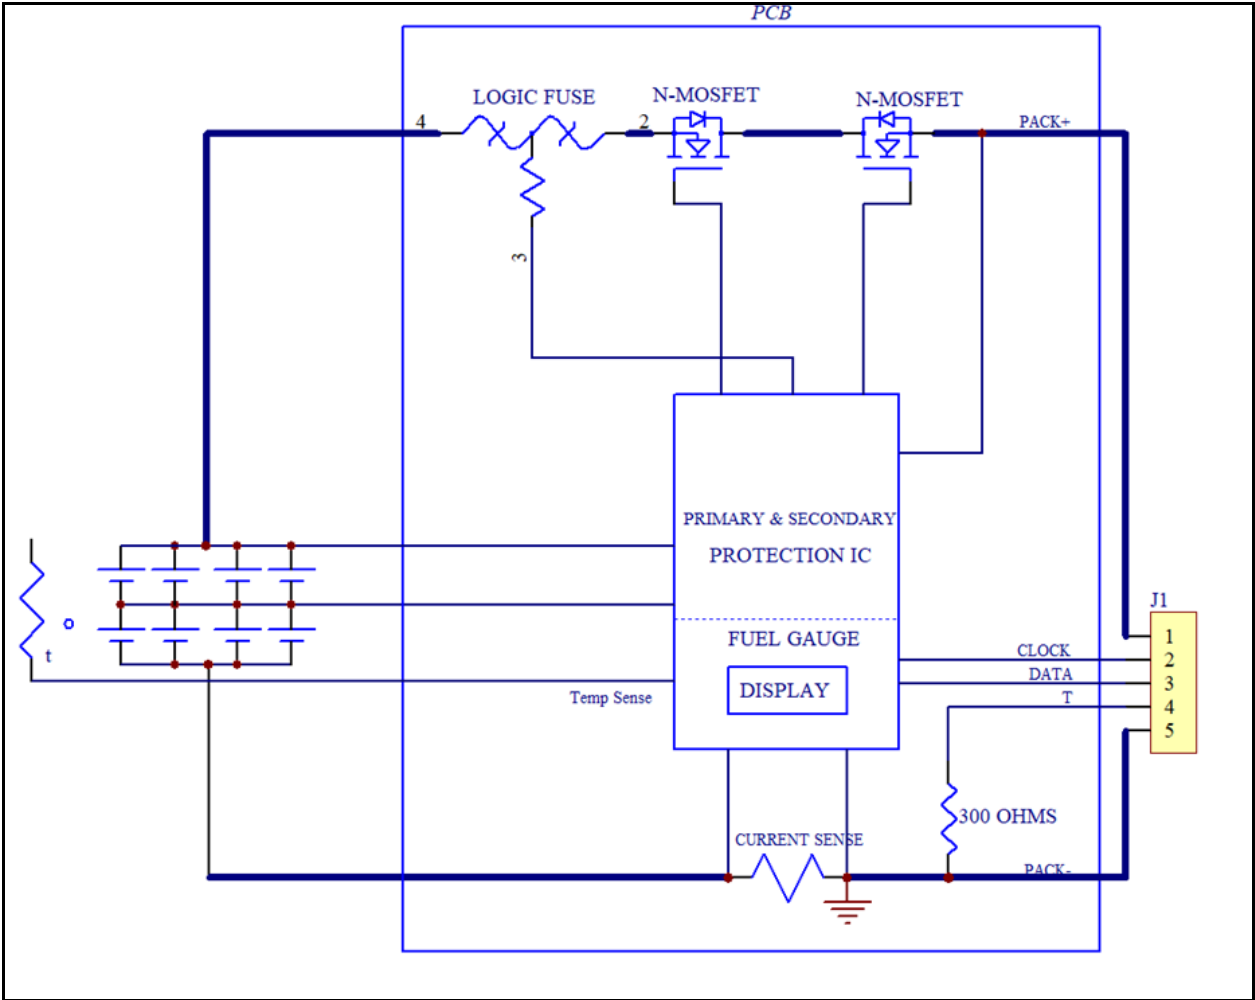 PCB
LOGIC FUSE
N-MOSFET
N-MOSFET
4
2
PACK+
3
PRIMARY & SECONDARY
PROTECTION IC
J1
1
FUEL GAUGE
CLOCK
2
o
t
DATA
3
Temp Sense
DISPLAY
T
4
5
300 OHMS
CURRENT SENSE
PACK-